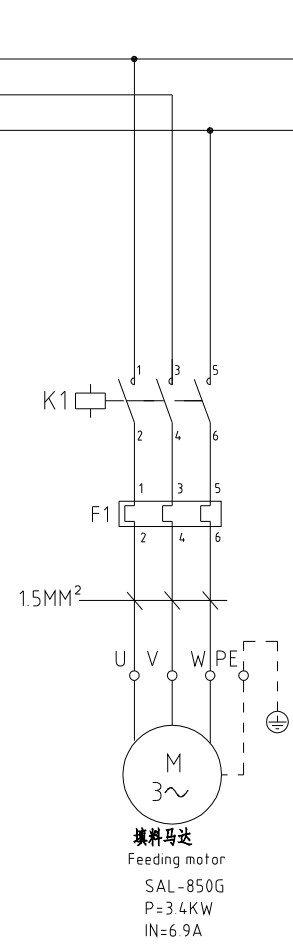 1 3 5
K1
2 4 6
1 3 5
F1
2 4 6
1.5MM²
U V W PE
M
3~
填料马达
Feeding motor
SAL-850G
P=3.4KW
IN=6.9A